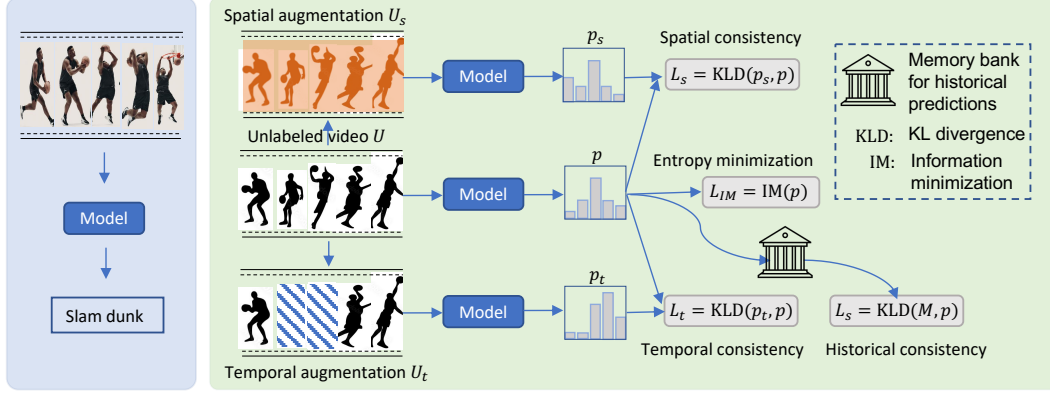 Model
Slam dunk
Spatial augmentation U_s
Unlabeled video U
Temporal augmentation U_t
Model
Model
Model
p_s
p
p_t
Spatial consistency
L_s = KLD(p_s, p)
Entropy minimization
L_IM = IM(p)
L_t = KLD(p_t, p)
Temporal consistency
L_s = KLD(M, p)
Historical consistency
Memory bank
for historical
predictions
KLD: KL divergence
IM: Information
minimization